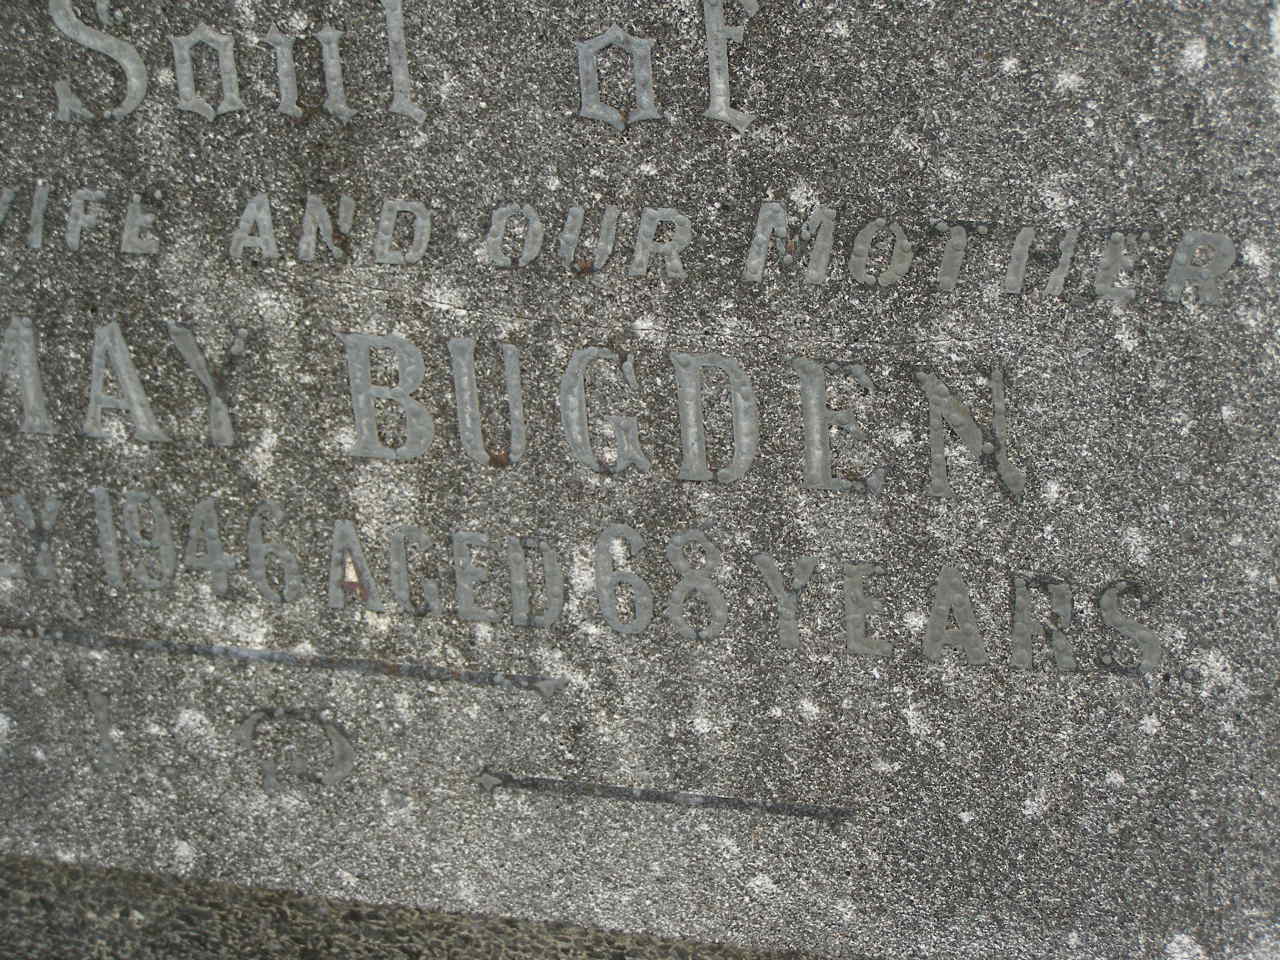 Soul of
WIFE AND OUR MOTHER
MAY BUGDEN
1946 AGED 68 YEARS